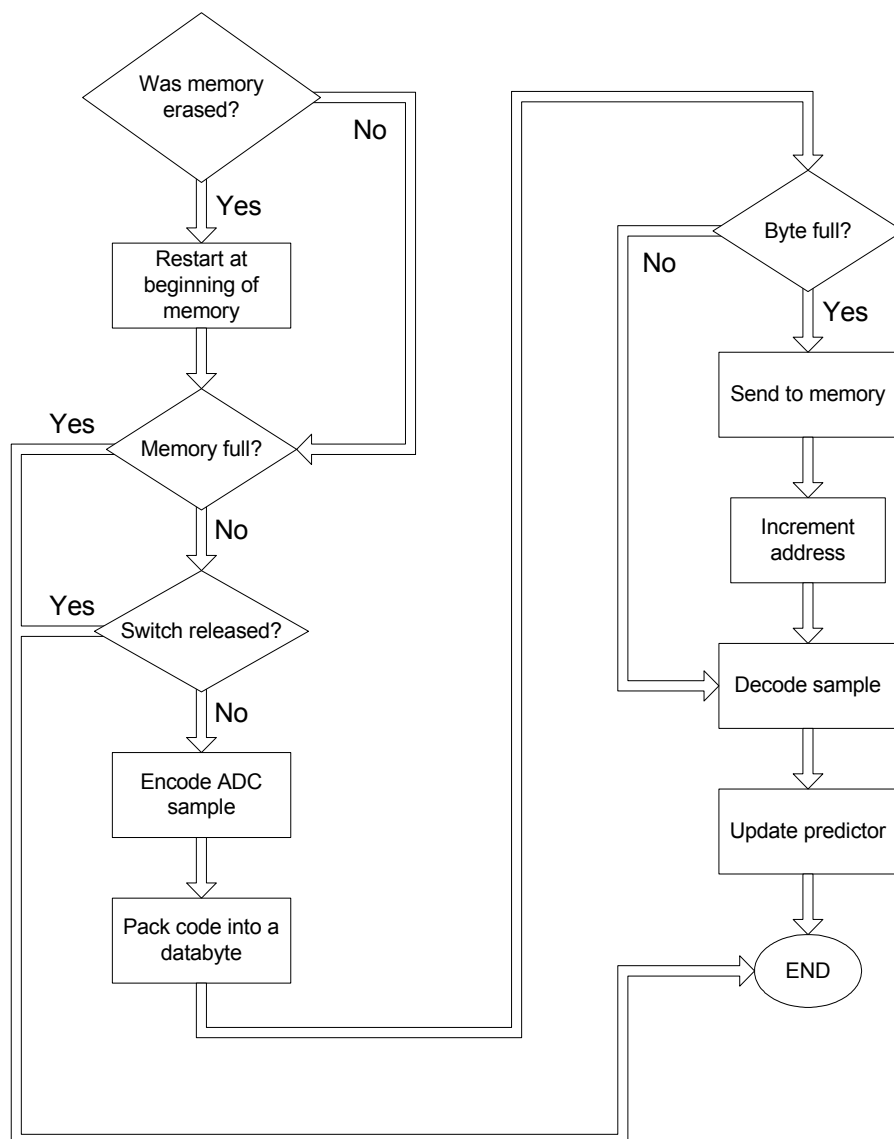 Was memory
erased?
No
Yes
Restart at
beginning of
memory
Yes
Memory full?
No
Yes
Switch released?
No
Encode ADC
sample
Pack code into a
databyte
Byte full?
No
Yes
Send to memory
Increment
address
Decode sample
Update predictor
END